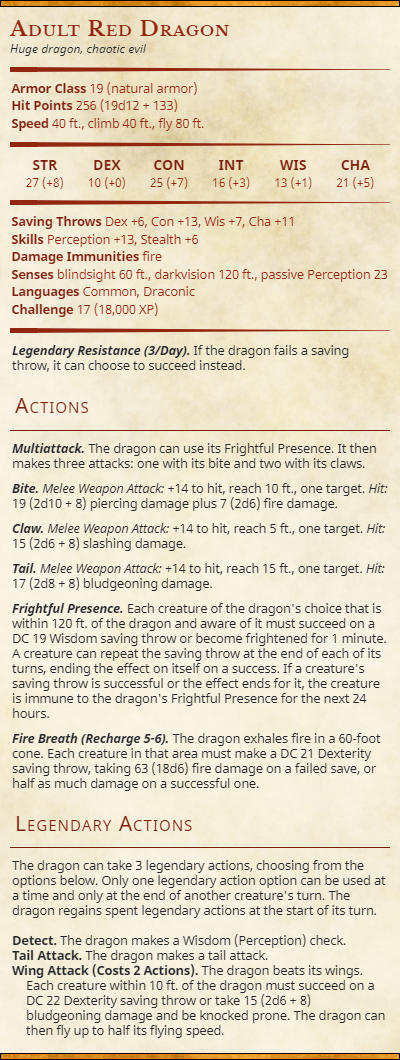 Adult Red Dragon
Huge dragon, chaotic evil
Armor Class 19 (natural armor)
Hit Points 256 (19d12 + 133)
Speed 40 ft., climb 40 ft., fly 80 ft.
STR DEX CON INT WIS CHA
27 (+8) 10 (+0) 25 (+7) 16 (+3) 13 (+1) 21 (+5)
Saving Throws Dex +6, Con +13, Wis +7, Cha +11
Skills Perception +13, Stealth +6
Damage Immunities fire
Senses blindsight 60 ft., darkvision 120 ft., passive Perception 23
Languages Common, Draconic
Challenge 17 (18,000 XP)
Legendary Resistance (3/Day). If the dragon fails a saving
throw, it can choose to succeed instead.
Actions
Multiattack. The dragon can use its Frightful Presence. It then
makes three attacks: one with its bite and two with its claws.
Bite. Melee Weapon Attack: +14 to hit, reach 10 ft., one target. Hit:
19 (2d10 + 8) piercing damage plus 7 (2d6) fire damage.
Claw. Melee Weapon Attack: +14 to hit, reach 5 ft., one target. Hit:
15 (2d6 + 8) slashing damage.
Tail. Melee Weapon Attack: +14 to hit, reach 15 ft., one target. Hit:
17 (2d8 + 8) bludgeoning damage.
Frightful Presence. Each creature of the dragon's choice that is
within 120 ft. of the dragon and aware of it must succeed on a
DC 19 Wisdom saving throw or become frightened for 1 minute.
A creature can repeat the saving throw at the end of each of its
turns, ending the effect on itself on a success. If a creature's
saving throw is successful or the effect ends for it, the creature
is immune to the dragon's Frightful Presence for the next 24
hours.
Fire Breath (Recharge 5-6). The dragon exhales fire in a 60-foot
cone. Each creature in that area must make a DC 21 Dexterity
saving throw, taking 63 (18d6) fire damage on a failed save, or
half as much damage on a successful one.
Legendary Actions
The dragon can take 3 legendary actions, choosing from the
options below. Only one legendary action option can be used at
a time and only at the end of another creature's turn. The
dragon regains spent legendary actions at the start of its turn.
Detect. The dragon makes a Wisdom (Perception) check.
Tail Attack. The dragon makes a tail attack.
Wing Attack (Costs 2 Actions). The dragon beats its wings.
Each creature within 10 ft. of the dragon must succeed on a
DC 22 Dexterity saving throw or take 15 (2d6 + 8)
bludgeoning damage and be knocked prone. The dragon can
then fly up to half its flying speed.